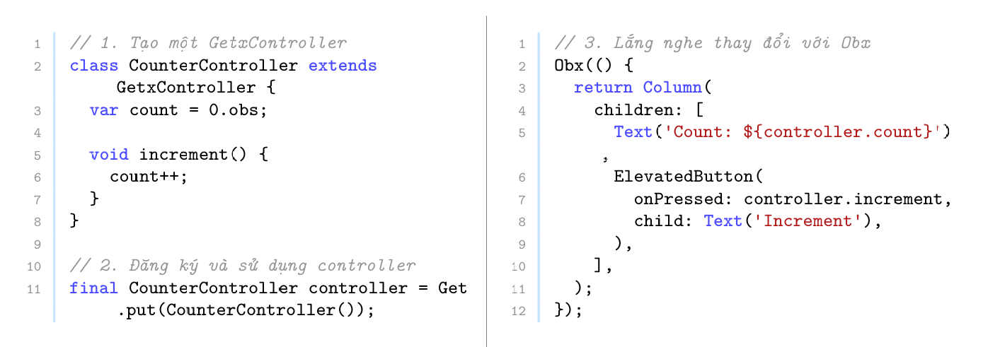 1 // 1. Tạo một GetxController
2 class CounterController extends
GetxController {
3 var count = 0.obs;
4
5 void increment() {
6 count++;
7 }
8 }
9
10 // 2. Đăng ký và sử dụng controller
11 final CounterController controller = Get
.put(CounterController());
1 // 3. Lắng nghe thay đổi với Obx
2 Obx(() {
3 return Column(
4 children: [
5 Text('Count: ${controller.count}')
,
6 ElevatedButton(
7 onPressed: controller.increment,
8 child: Text('Increment'),
9 ),
10 ],
11 );
12 });